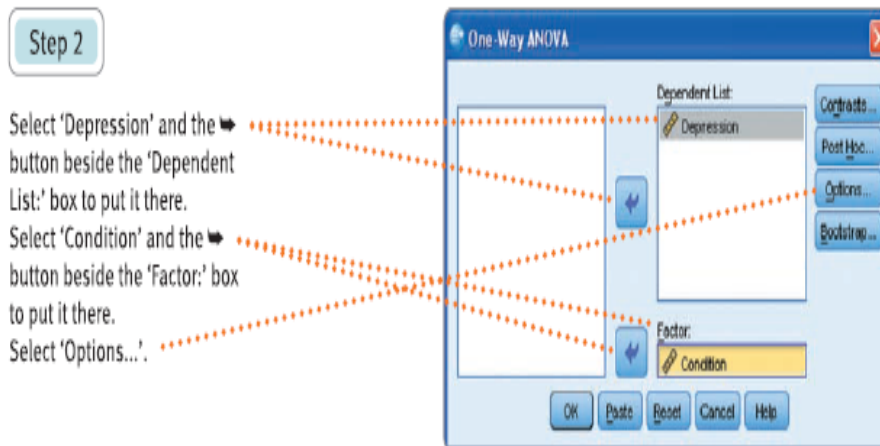 Step 2
Select ‘Depression’ and the ➥
button beside the ‘Dependent
List:’ box to put it there.
Select ‘Condition’ and the ➥
button beside the ‘Factor:’ box
to put it there.
Select ‘Options...’.
One-Way ANOVA
Dependent List:
Depression
Contrasts...
Post Hoc...
Options...
Bootstrap...
Factor:
Condition
OK
Paste
Reset
Cancel
Help